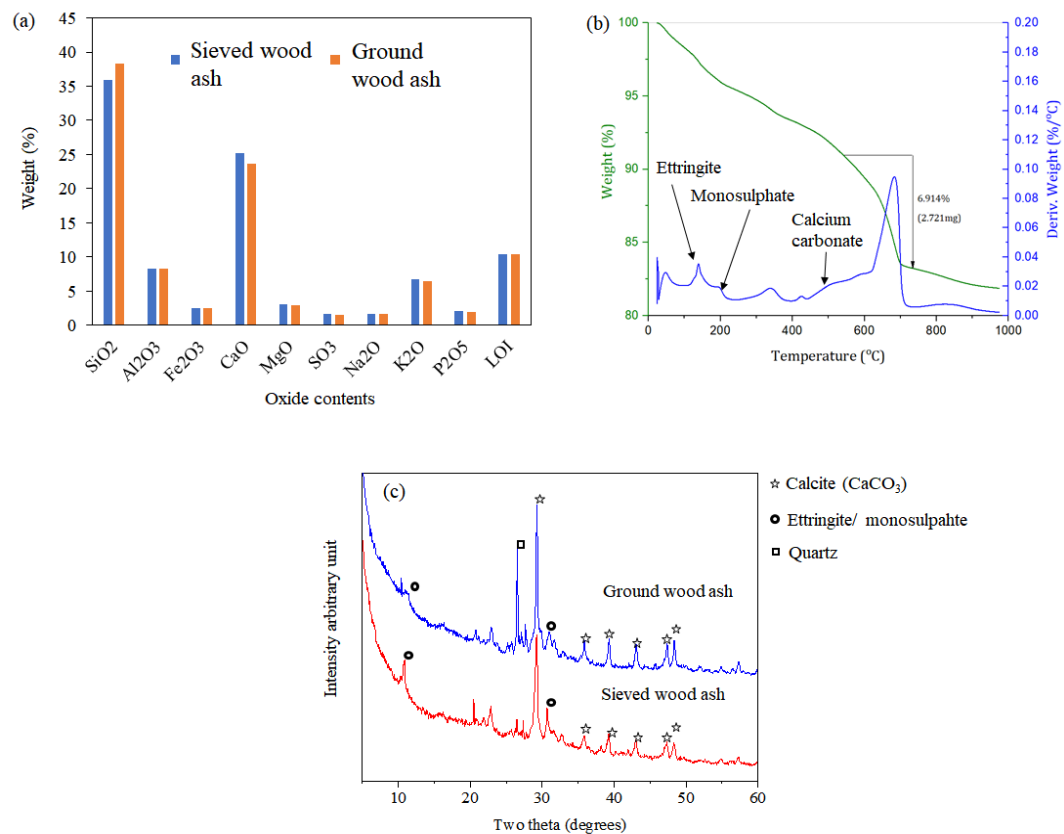 (a)
45
40
35
30
25
20
15
10
5
0
Weight (%)
Sieved wood
ash
Ground
wood ash
SiO2
Al2O3
Fe2O3
CaO
MgO
SO3
Na2O
K2O
P2O5
LOI
Oxide contents
(b)
100
95
90
85
80
Weight (%)
0.20
0.18
0.16
0.14
0.12
0.10
0.08
0.06
0.04
0.02
0.00
Deriv. Weight (%/°C)
Ettringite
Monosulphate
Calcium
carbonate
6.914%
(2.721mg)
0
200
400
600
800
1000
Temperature (°C)
(c)
Calcite (CaCO3)
Ettringite/ monosulpahte
Quartz
Intensity arbitrary unit
Ground wood ash
Sieved wood ash
10
20
30
40
50
60
Two theta (degrees)